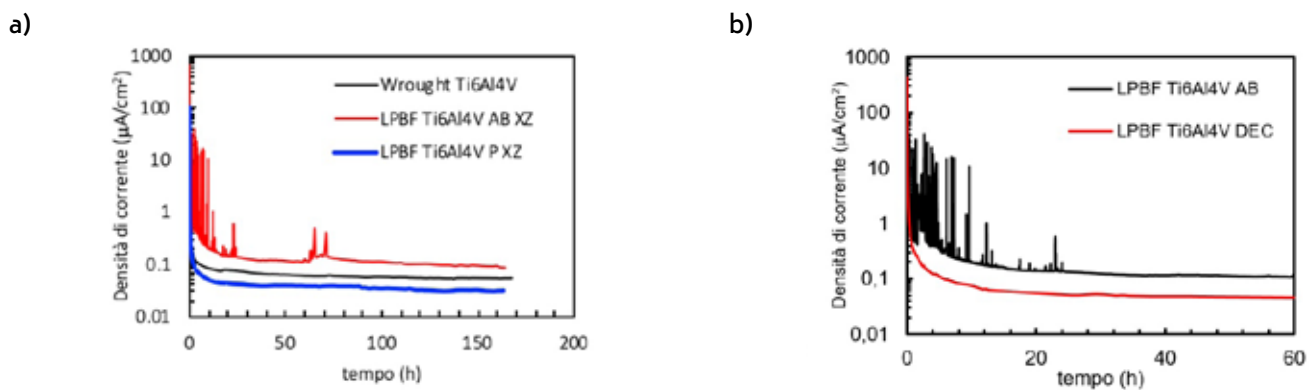 a)
1000
100
10
1
0.1
0.01
Densità di corrente (µA/cm²)
Wrought Ti6Al4V
LPBF Ti6Al4V AB XZ
LPBF Ti6Al4V P XZ
0
50
100
150
200
tempo (h)
b)
1000
100
10
1
0,1
0,01
Densità di corrente (µA/cm²)
LPBF Ti6Al4V AB
LPBF Ti6Al4V DEC
0
20
40
60
tempo (h)